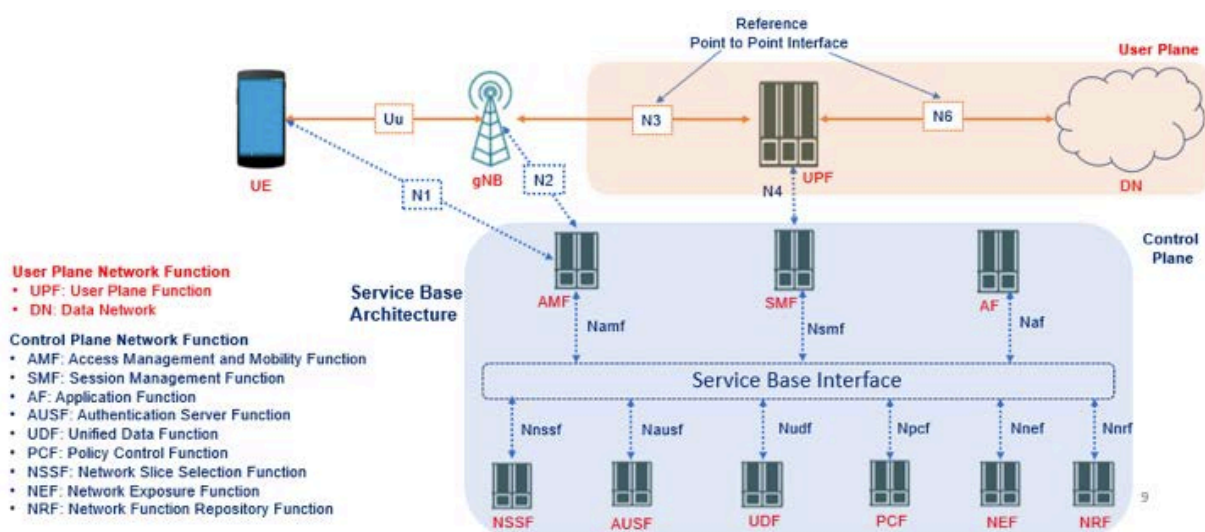 Reference
Point to Point Interface
User Plane
Uu
N3
N6
UE
gNB
N2
N1
UPF
DN
N4
Control
Plane
Service Base
Architecture
AMF
SMF
AF
Namf
Nsmf
Naf
Service Base Interface
Nnssf
Nausf
Nudf
Npcf
Nnef
Nnrf
NSSF
AUSF
UDF
PCF
NEF
NRF
9
User Plane Network Function
• UPF: User Plane Function
• DN: Data Network
Control Plane Network Function
• AMF: Access Management and Mobility Function
• SMF: Session Management Function
• AF: Application Function
• AUSF: Authentication Server Function
• UDF: Unified Data Function
• PCF: Policy Control Function
• NSSF: Network Slice Selection Function
• NEF: Network Exposure Function
• NRF: Network Function Repository Function